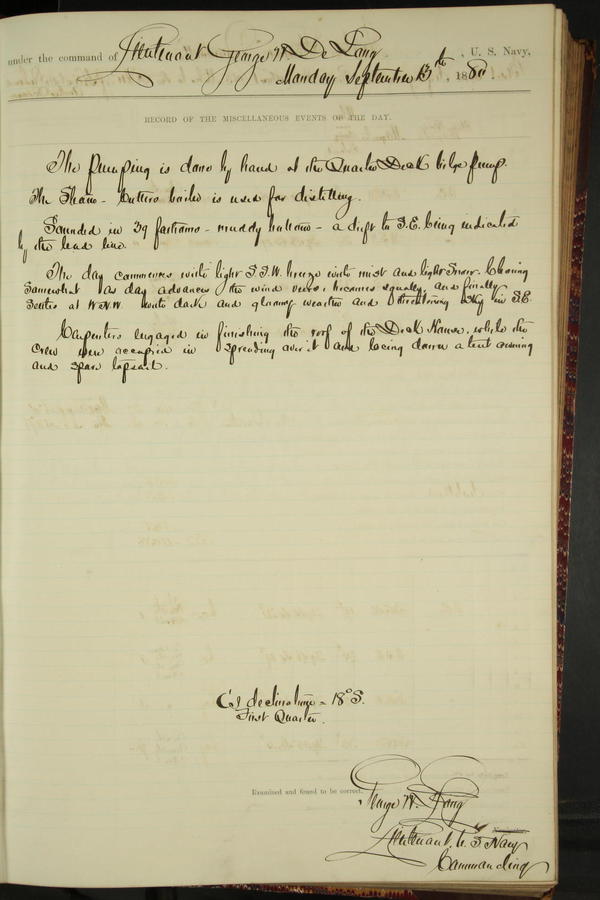 under the command of Lieutenant George W. De Long, U. S. Navy,
Monday September 13th, 1880.
RECORD OF THE MISCELLANEOUS EVENTS OF THE DAY.
The pumping is done by hand at the Quarter Deck bilge pump.
The Sharo-Cutters boiler is used for distilling.
Sounded in 39 fathoms - muddy bottom - a drift to S.E. being indicated
by the lead line.
The day commences with light S.S.W. breeze with mist and light snow. Closing
somewhat as day advances the wind veers, becomes squally, and finally
settles at W.N.W. with dark and gloomy weather and threatening sky in S.E.
Carpenters engaged in finishing the roof of the Deck House, while the
crew were occupied in spreading over it and lacing down a tent awning
and spare topsail.
declination = 18° S.
First Quarter.
Examined and found to be correct.
George W. De Long
Lieutenant U. S. Navy
Commanding